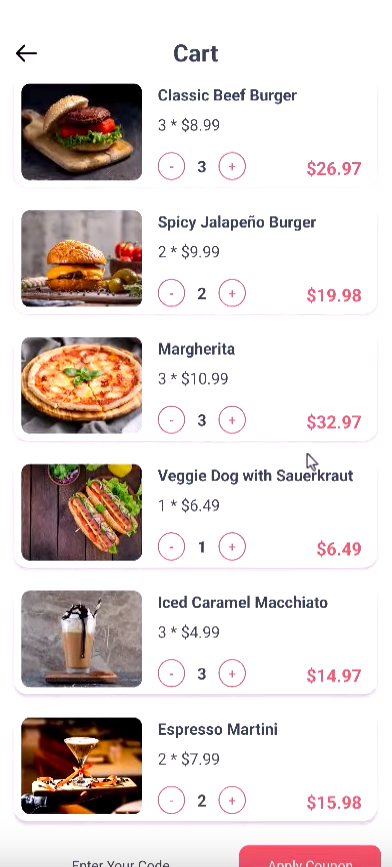 Cart
Classic Beef Burger
3 * $8.99
- 3 +
$26.97
Spicy Jalapeño Burger
2 * $9.99
- 2 +
$19.98
Margherita
3 * $10.99
- 3 +
$32.97
Veggie Dog with Sauerkraut
1 * $6.49
- 1 +
$6.49
Iced Caramel Macchiato
3 * $4.99
- 3 +
$14.97
Espresso Martini
2 * $7.99
- 2 +
$15.98
Enter Your Code
Apply Coupon